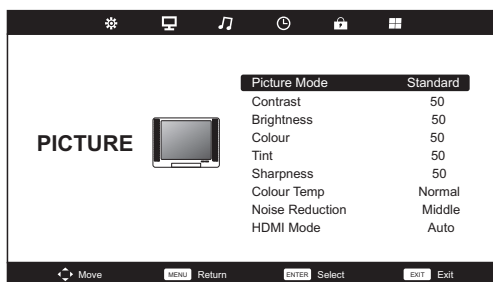 PICTURE
Picture Mode Standard
Contrast 50
Brightness 50
Colour 50
Tint 50
Sharpness 50
Colour Temp Normal
Noise Reduction Middle
HDMI Mode Auto
Move MENU Return ENTER Select EXIT Exit